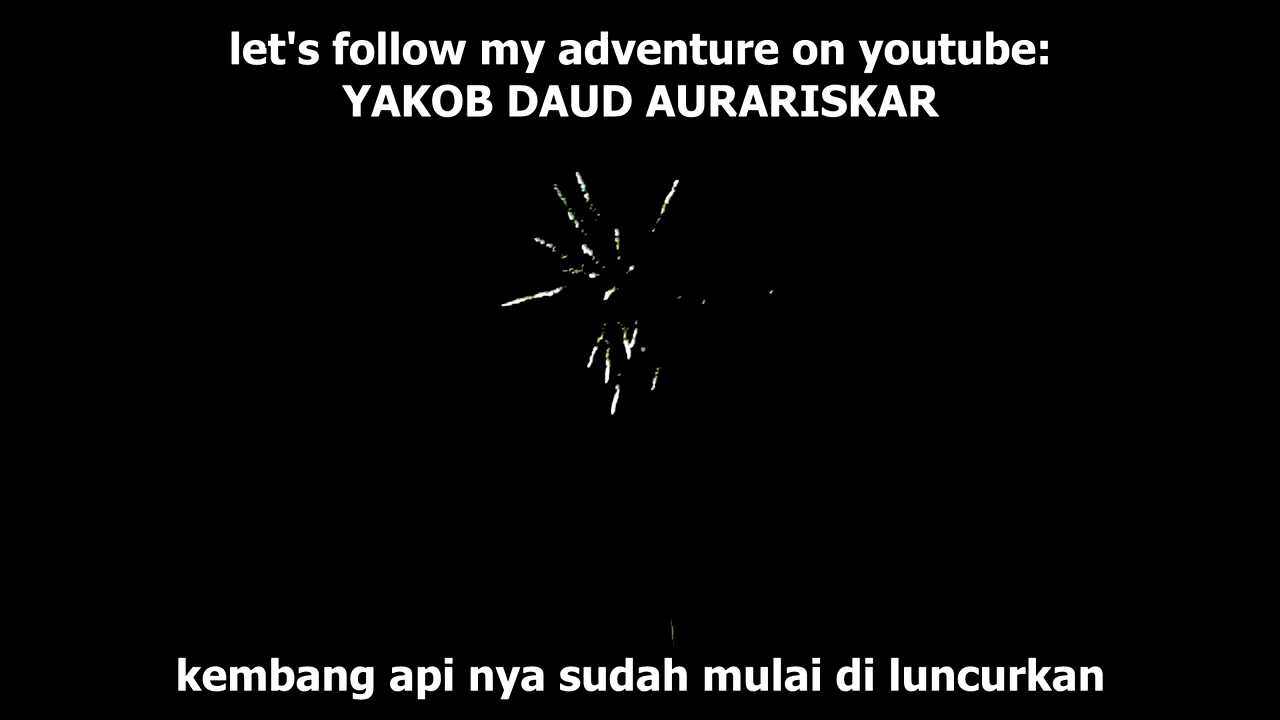 let's follow my adventure on youtube:
YAKOB DAUD AURARISKAR
kembang api nya sudah mulai di luncurkan